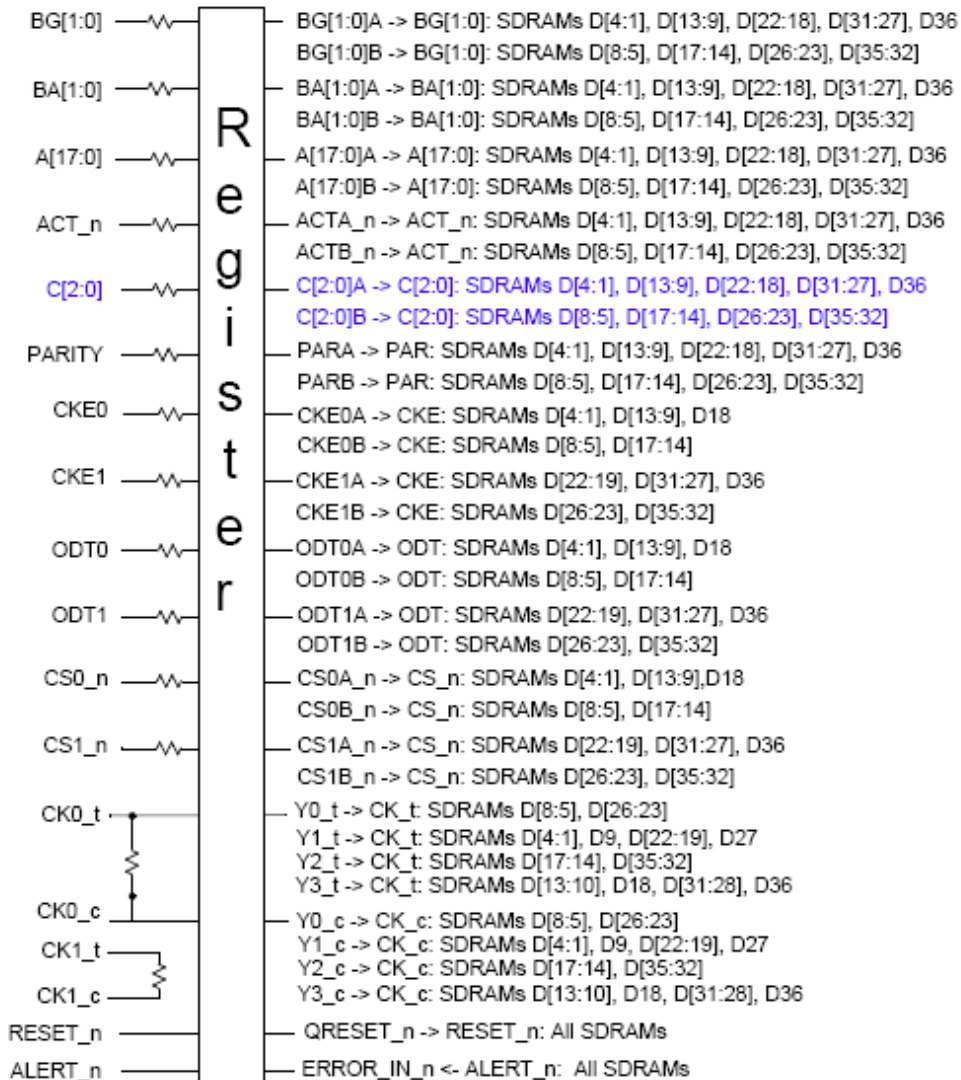 BG[1:0]
BG[1:0]A -> BG[1:0]: SDRAMs D[4:1], D[13:9], D[22:18], D[31:27], D36
BG[1:0]B -> BG[1:0]: SDRAMs D[8:5], D[17:14], D[26:23], D[35:32]
BA[1:0]
BA[1:0]A -> BA[1:0]: SDRAMs D[4:1], D[13:9], D[22:18], D[31:27], D36
BA[1:0]B -> BA[1:0]: SDRAMs D[8:5], D[17:14], D[26:23], D[35:32]
A[17:0]
A[17:0]A -> A[17:0]: SDRAMs D[4:1], D[13:9], D[22:18], D[31:27], D36
A[17:0]B -> A[17:0]: SDRAMs D[8:5], D[17:14], D[26:23], D[35:32]
ACT_n
ACTA_n -> ACT_n: SDRAMs D[4:1], D[13:9], D[22:18], D[31:27], D36
ACTB_n -> ACT_n: SDRAMs D[8:5], D[17:14], D[26:23], D[35:32]
C[2:0]
C[2:0]A -> C[2:0]: SDRAMs D[4:1], D[13:9], D[22:18], D[31:27], D36
C[2:0]B -> C[2:0]: SDRAMs D[8:5], D[17:14], D[26:23], D[35:32]
PARITY
PARA -> PAR: SDRAMs D[4:1], D[13:9], D[22:18], D[31:27], D36
PARB -> PAR: SDRAMs D[8:5], D[17:14], D[26:23], D[35:32]
CKE0
CKE0A -> CKE: SDRAMs D[4:1], D[13:9], D18
CKE0B -> CKE: SDRAMs D[8:5], D[17:14]
CKE1
CKE1A -> CKE: SDRAMs D[22:19], D[31:27], D36
CKE1B -> CKE: SDRAMs D[26:23], D[35:32]
ODT0
ODT0A -> ODT: SDRAMs D[4:1], D[13:9], D18
ODT0B -> ODT: SDRAMs D[8:5], D[17:14]
ODT1
ODT1A -> ODT: SDRAMs D[22:19], D[31:27], D36
ODT1B -> ODT: SDRAMs D[26:23], D[35:32]
CS0_n
CS0A_n -> CS_n: SDRAMs D[4:1], D[13:9],D18
CS0B_n -> CS_n: SDRAMs D[8:5], D[17:14]
CS1_n
CS1A_n -> CS_n: SDRAMs D[22:19], D[31:27], D36
CS1B_n -> CS_n: SDRAMs D[26:23], D[35:32]
CK0_t
Y0_t -> CK_t: SDRAMs D[8:5], D[26:23]
Y1_t -> CK_t: SDRAMs D[4:1], D9, D[22:19], D27
Y2_t -> CK_t: SDRAMs D[17:14], D[35:32]
Y3_t -> CK_t: SDRAMs D[13:10], D18, D[31:28], D36
CK0_c
Y0_c -> CK_c: SDRAMs D[8:5], D[26:23]
Y1_c -> CK_c: SDRAMs D[4:1], D9, D[22:19], D27
Y2_c -> CK_c: SDRAMs D[17:14], D[35:32]
Y3_c -> CK_c: SDRAMs D[13:10], D18, D[31:28], D36
CK1_t
CK1_c
RESET_n
QRESET_n -> RESET_n: All SDRAMs
ALERT_n
ERROR_IN_n <- ALERT_n: All SDRAMs
Register